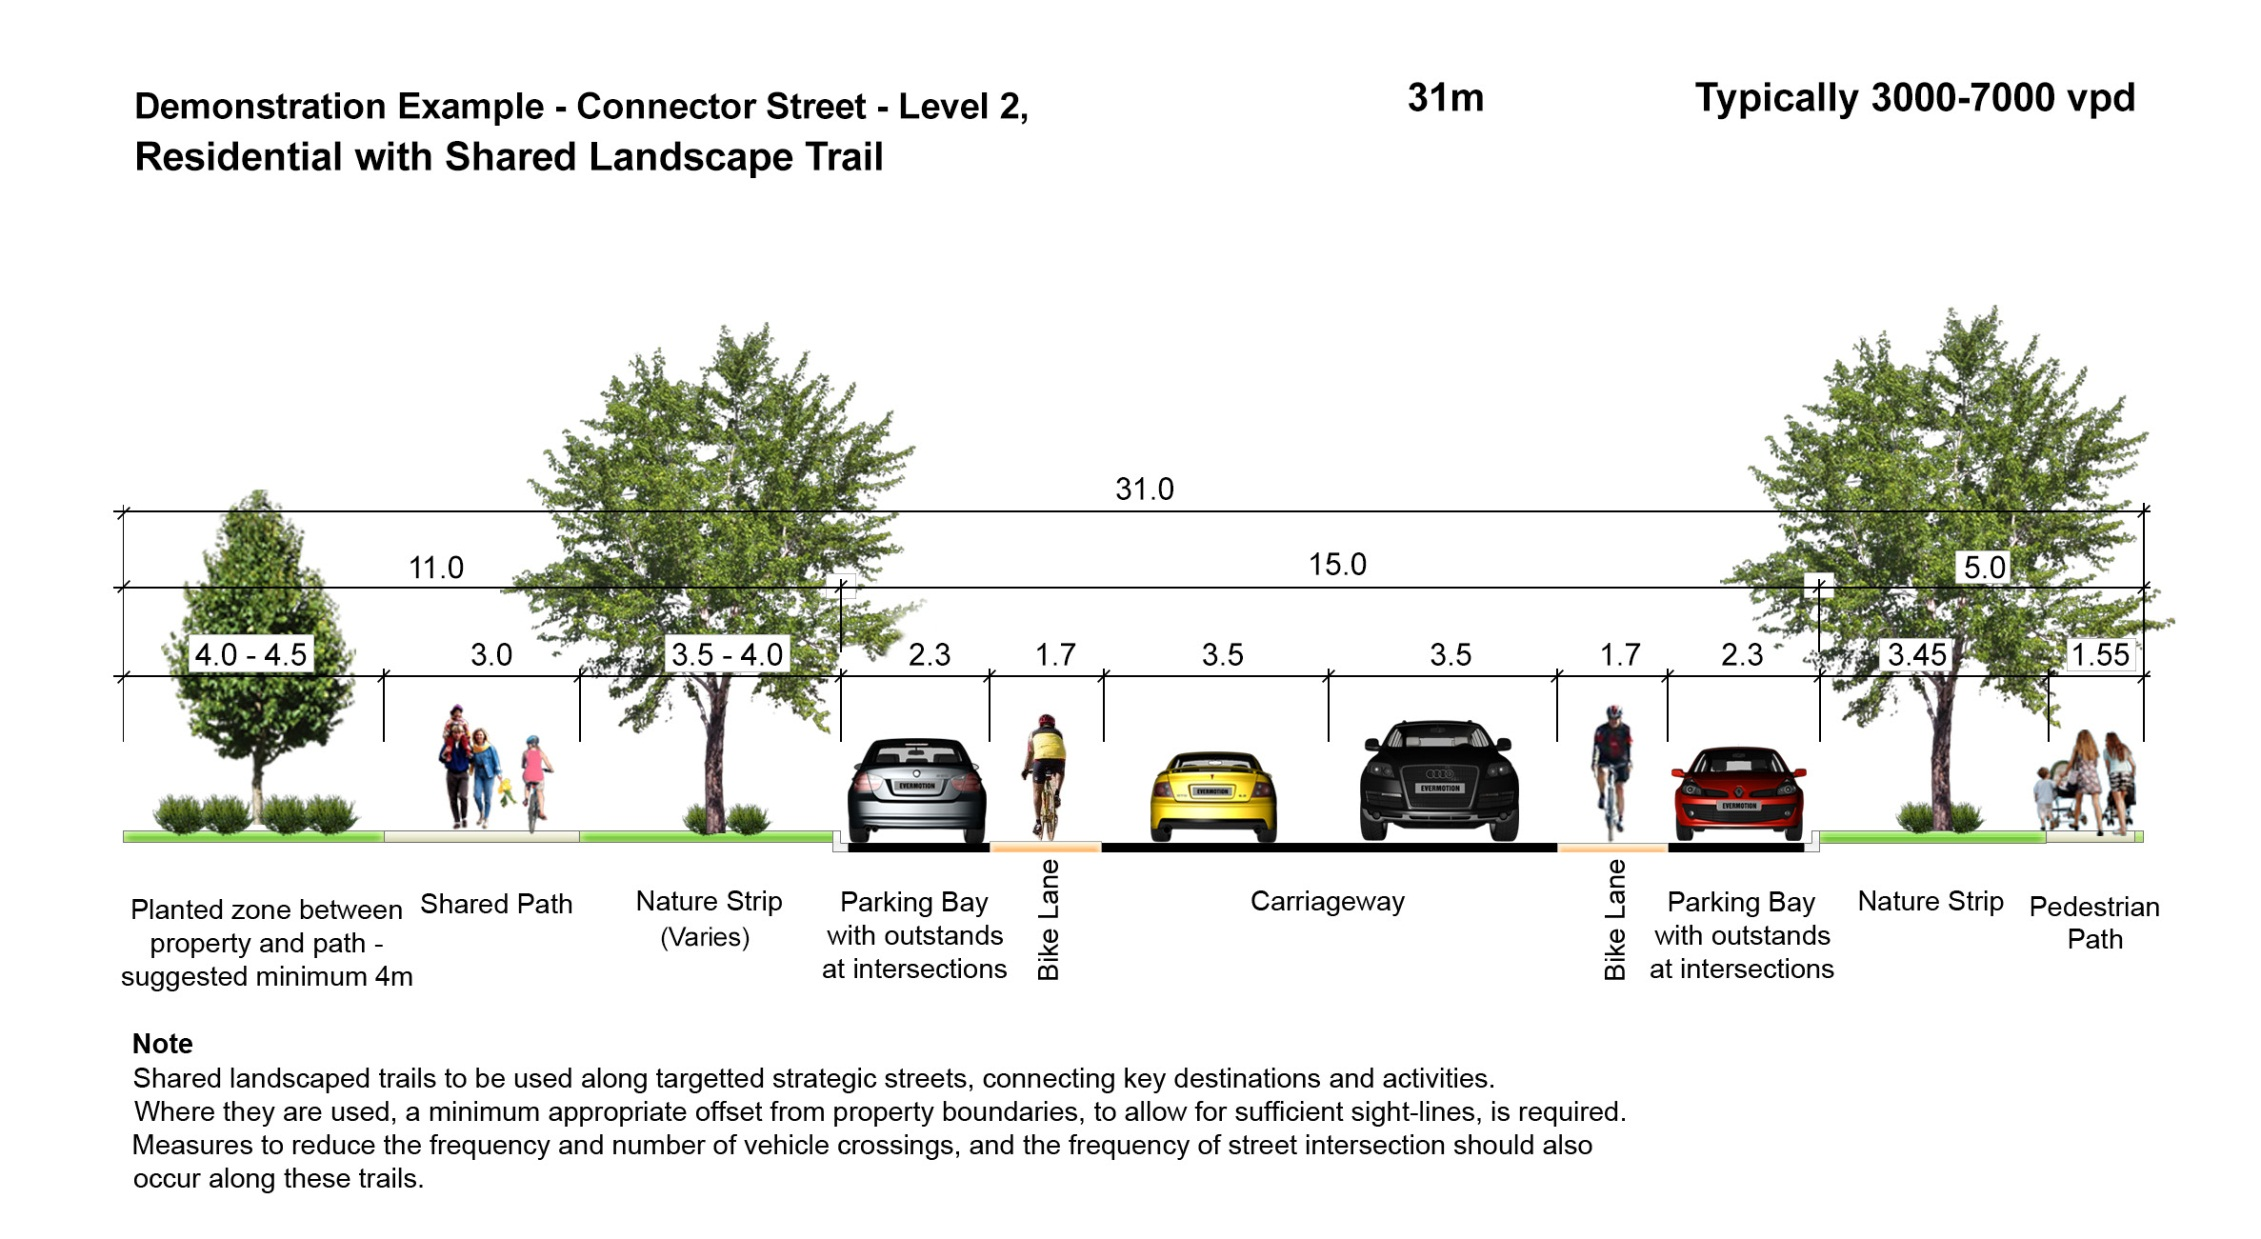 Demonstration Example - Connector Street - Level 2,
Residential with Shared Landscape Trail
31m
Typically 3000-7000 vpd
31.0
11.0
15.0
5.0
4.0 - 4.5
3.0
3.5 - 4.0
2.3
1.7
3.5
3.5
1.7
2.3
3.45
1.55
EVERMOTION
EVERMOTION
EVERMOTION
EVERMOTION
Planted zone between
property and path -
suggested minimum 4m
Shared Path
Nature Strip
(Varies)
Parking Bay
with outstands
at intersections
Bike Lane
Carriageway
Bike Lane
Parking Bay
with outstands
at intersections
Nature Strip
Pedestrian
Path
Note
Shared landscaped trails to be used along targetted strategic streets, connecting key destinations and activities.
Where they are used, a minimum appropriate offset from property boundaries, to allow for sufficient sight-lines, is required.
Measures to reduce the frequency and number of vehicle crossings, and the frequency of street intersection should also
occur along these trails.